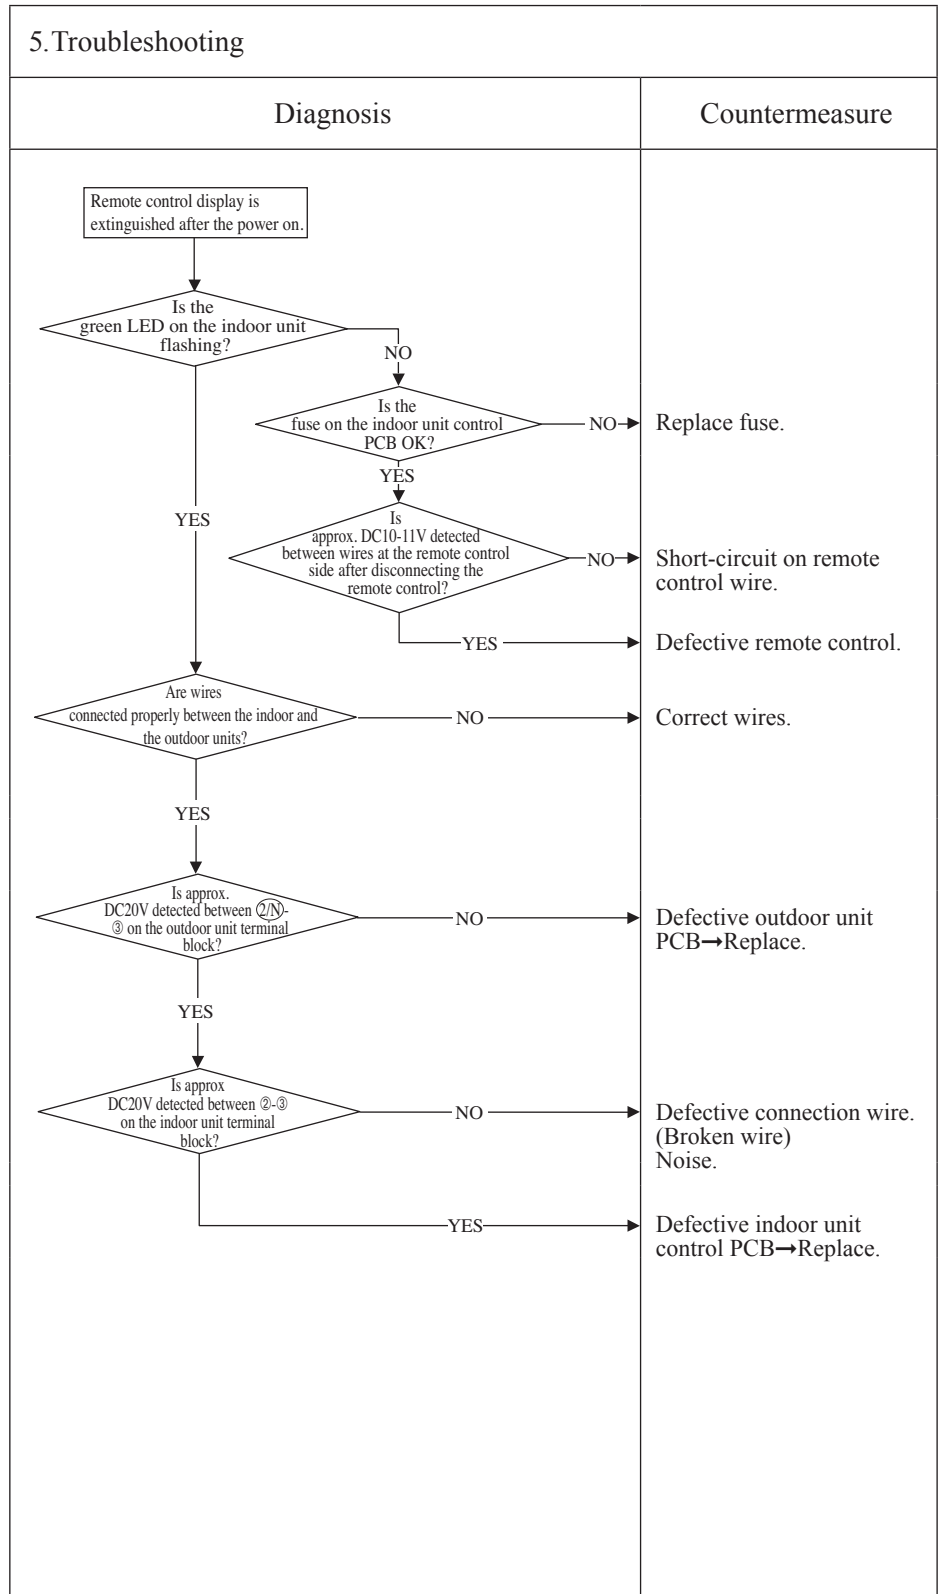 5.Troubleshooting
Diagnosis
Countermeasure
Remote control display is
extinguished after the power on.
Is the
green LED on the indoor unit
flashing?
NO
Is the
fuse on the indoor unit control
PCB OK?
NO
Replace fuse.
YES
YES
Is
approx. DC10-11V detected
between wires at the remote control
side after disconnecting the
remote control?
NO
Short-circuit on remote
control wire.
YES
Defective remote control.
Are wires
connected properly between the indoor and
the outdoor units?
NO
Correct wires.
YES
Is approx.
DC20V detected between (2/N)-
③ on the outdoor unit terminal
block?
NO
Defective outdoor unit
PCB→Replace.
YES
Is approx
DC20V detected between ②-③
on the indoor unit terminal
block?
NO
Defective connection wire.
(Broken wire)
Noise.
YES
Defective indoor unit
control PCB→Replace.